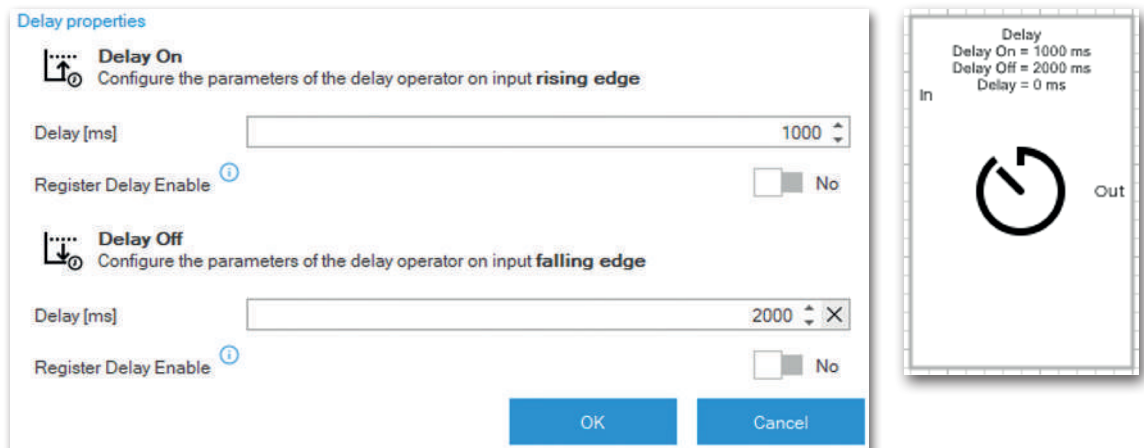 Delay properties
Delay On
Configure the parameters of the delay operator on input rising edge
Delay [ms] 1000
Register Delay Enable i No
Delay Off
Configure the parameters of the delay operator on input falling edge
Delay [ms] 2000
Register Delay Enable i No
OK Cancel
Delay
Delay On = 1000 ms
Delay Off = 2000 ms
Delay = 0 ms
In
Out